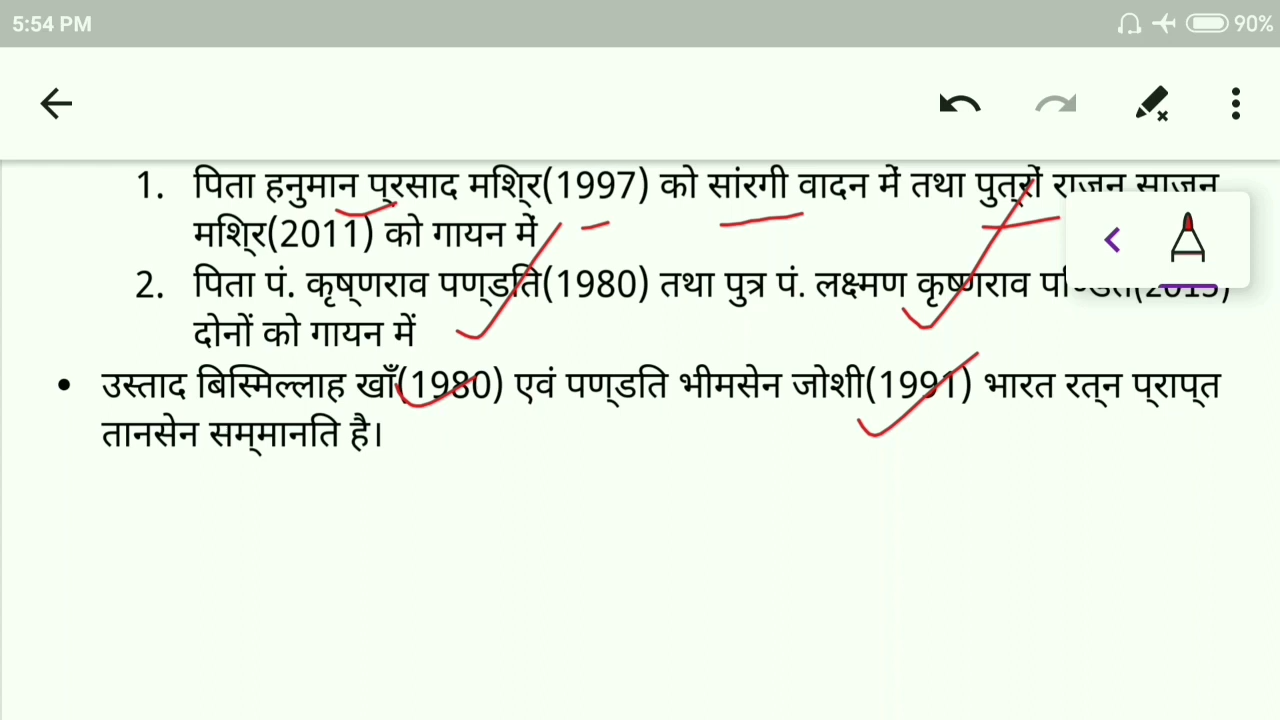 5:54 PM
90%
1. पिता हनुमान प्रसाद मशि्र(1997) को सांरगी वादन में तथा पुत्रों राजन साजन
मशि्र(2011) को गायन में
2. पिता पं. कृष्णराव पण्डति(1980) तथा पुत्र पं. लक्ष्मण कृष्णराव
दोनों को गायन में
• उस्ताद बिस्मिल्लाह खाँ(1980) एवं पण्डति भीमसेन जोशी(1991) भारत रत्न प्राप्त
तानसेन सम्मानति है।